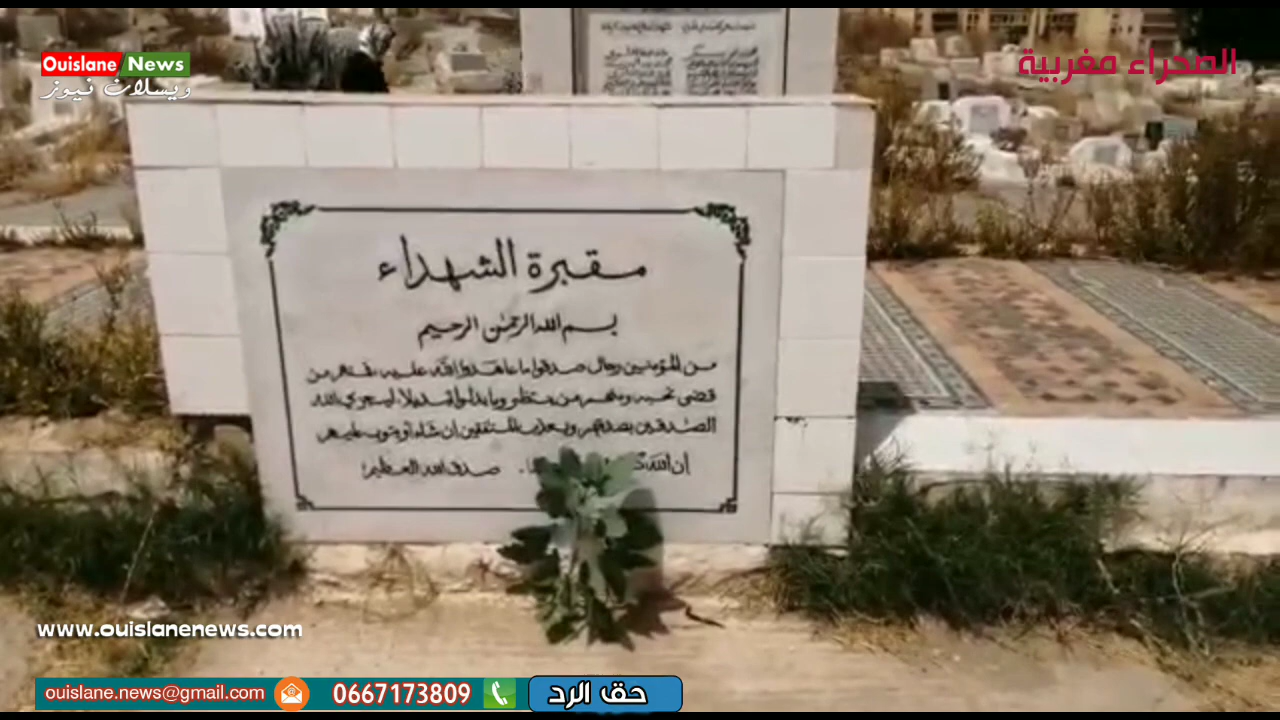 Ouislane News
ويسلان نيوز
الصحراء مغربية
مقبرة الشهداء
بسم الله الرحمن الرحيم
من المؤمنين رجال صدقوا ما عاهدوا الله عليه فمنهم من
قضى نحبه ومنهم من ينتظر وما بدلوا تبديلا ليجزي الله
الصدقين بصدقهم ويعذب المنفقين إن شاء أو يتوب عليهم
إن الله صدق الله العظيم
www.ouislanenews.com
ouislane.news@gmail.com 0667173809 حق الرد